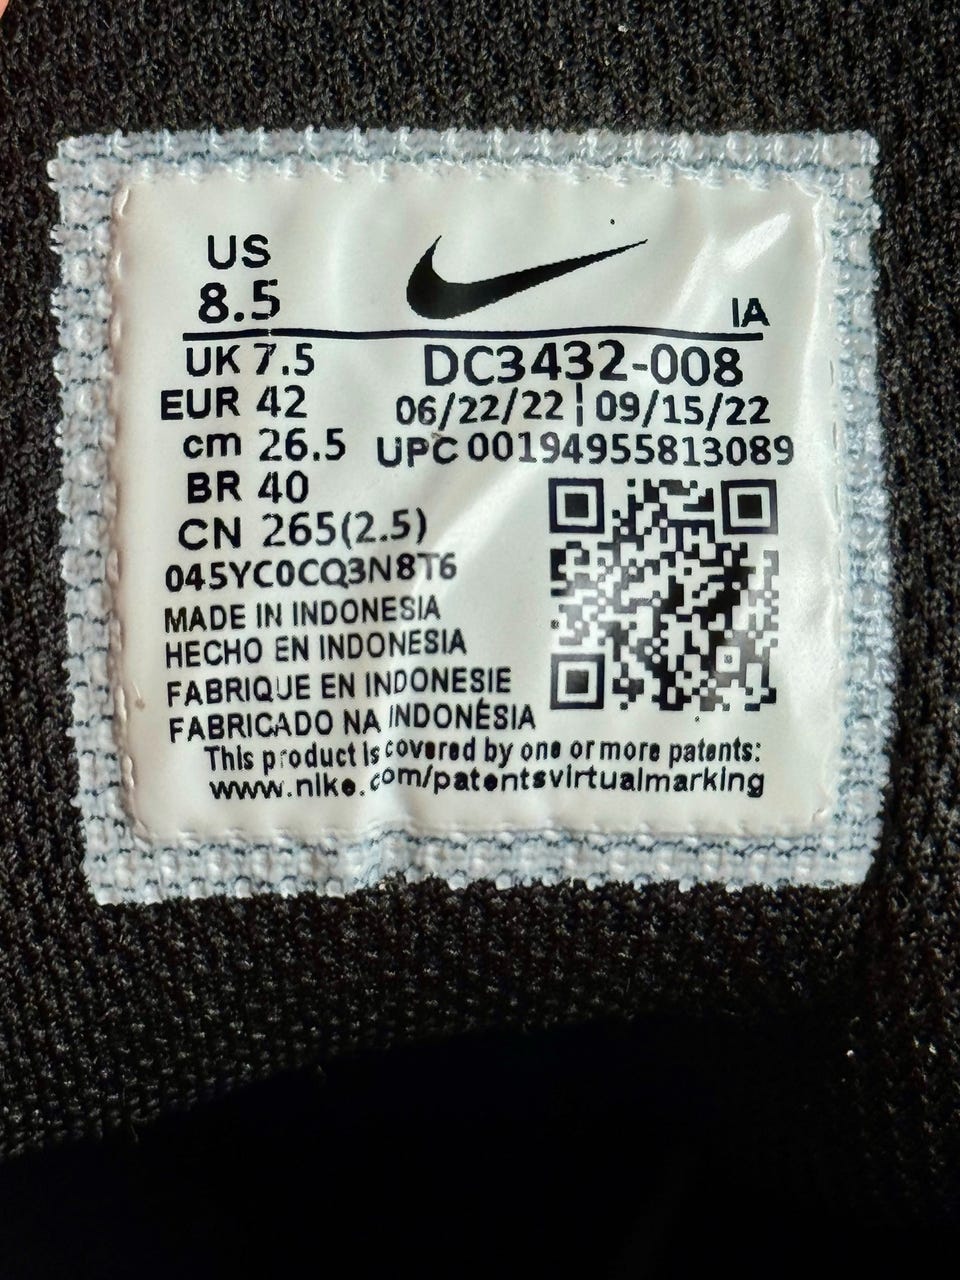 US
8.5
IA
UK 7.5
DC3432-008
EUR 42
06/22/22 | 09/15/22
cm 26.5
UPC 00194955813089
BR 40
CN 265(2.5)
045YC0CQ3N8T6
MADE IN INDONESIA
HECHO EN INDONESIA
FABRIQUE EN INDONESIE
FABRICADO NA INDONÉSIA
This product is covered by one or more patents:
www.nike.com/patentsvirtualmarking